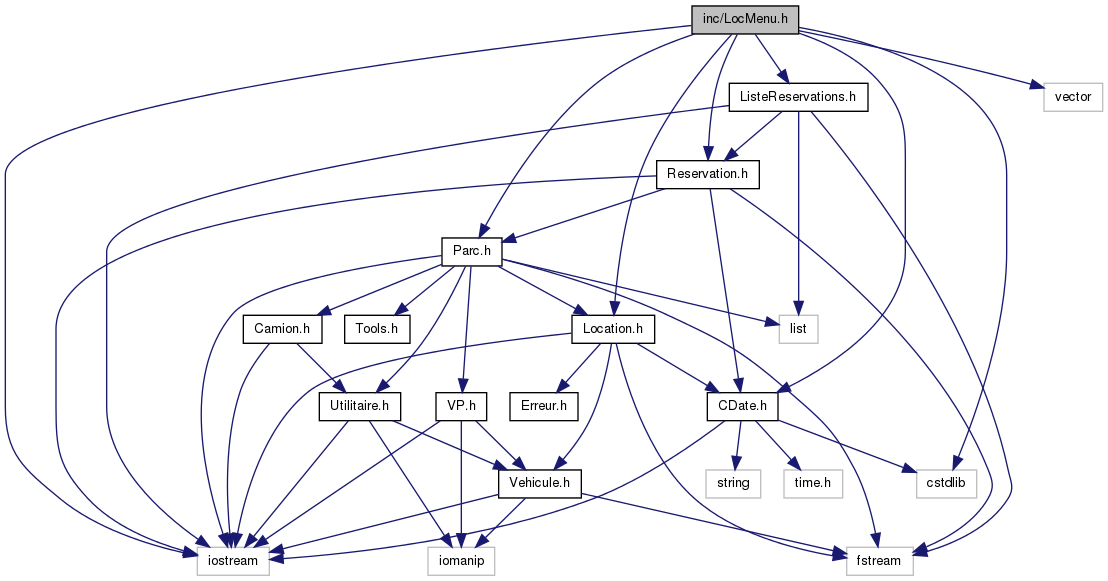 inc/LocMenu.h
ListeReservations.h
vector
Reservation.h
Parc.h
Camion.h
Tools.h
Location.h
list
Utilitaire.h
VP.h
Erreur.h
CDate.h
Vehicule.h
string
time.h
cstdlib
iostream
iomanip
fstream